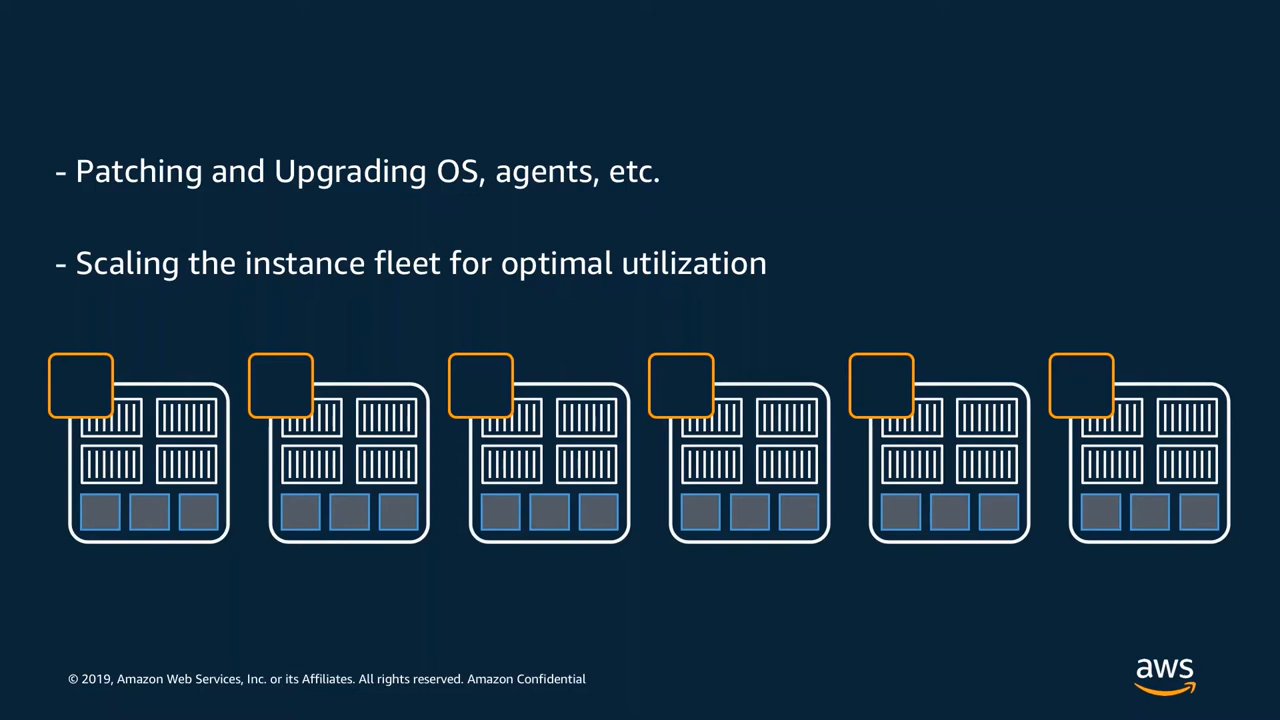 - Patching and Upgrading OS, agents, etc.
- Scaling the instance fleet for optimal utilization
© 2019, Amazon Web Services, Inc. or its Affiliates. All rights reserved. Amazon Confidential
aws